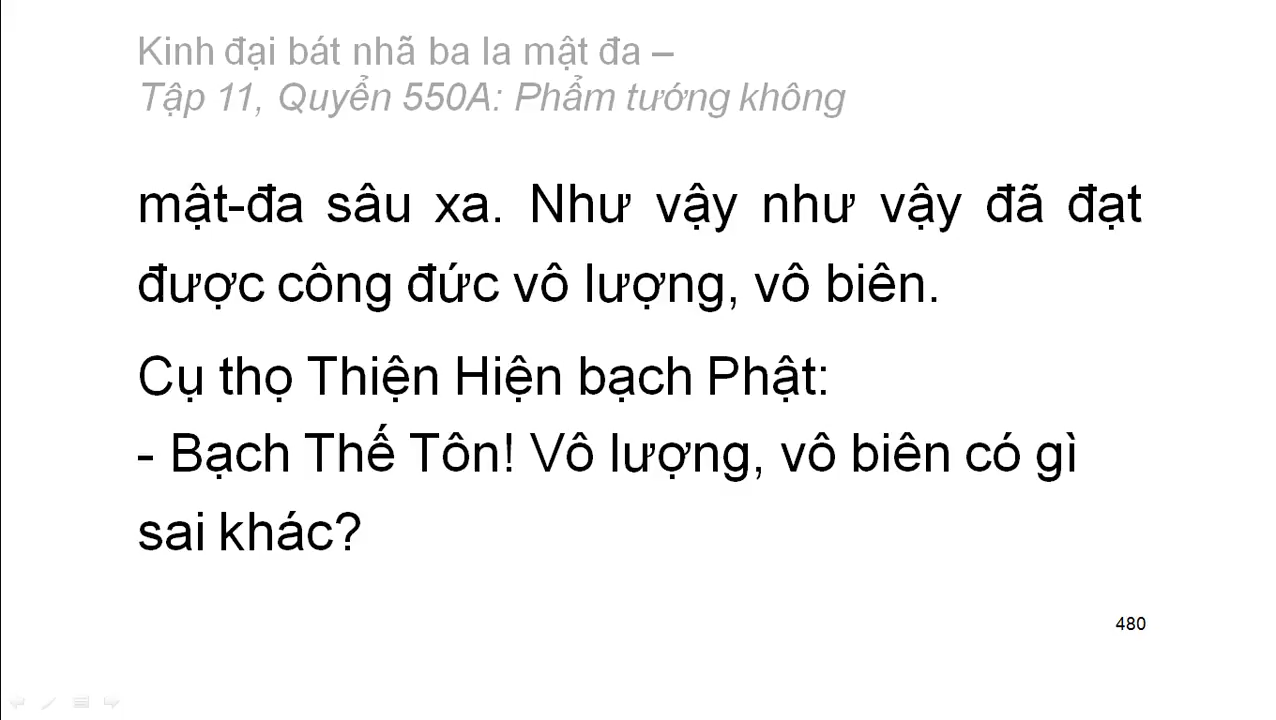 Kinh đại bát nhã ba la mật đa –
Tập 11, Quyển 550A: Phẩm tướng không
mật-đa sâu xa. Như vậy như vậy đã đạt
được công đức vô lượng, vô biên.
Cụ thọ Thiện Hiện bạch Phật:
- Bạch Thế Tôn! Vô lượng, vô biên có gì
sai khác?
480